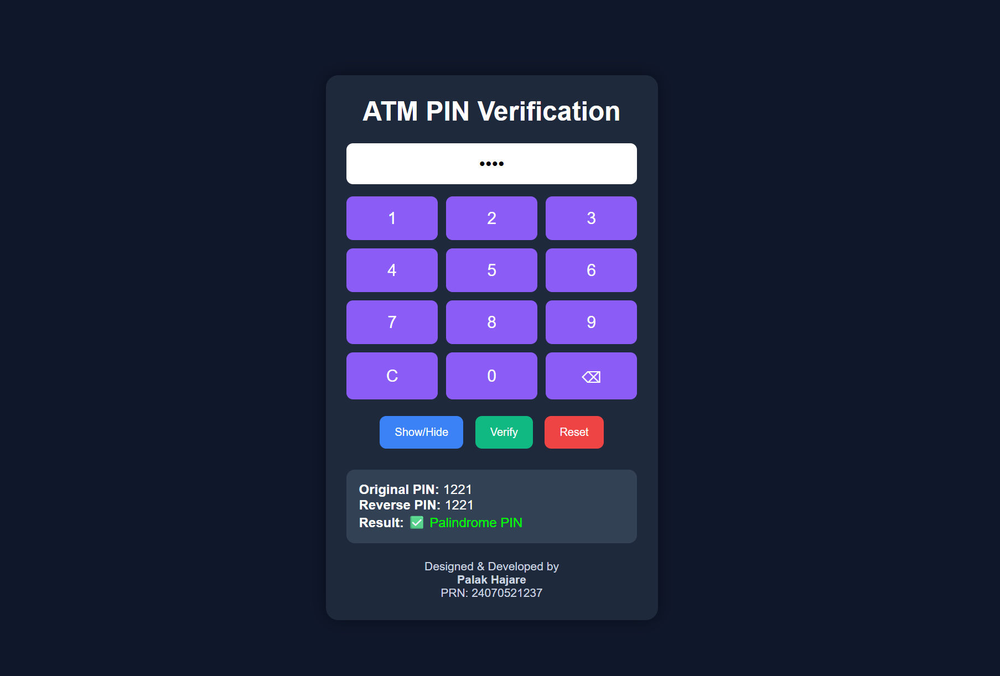 ATM PIN Verification
••••
1 2 3
4 5 6
7 8 9
C 0 ⌫
Show/Hide Verify Reset
Original PIN: 1221
Reverse PIN: 1221
Result: ✅ Palindrome PIN
Designed & Developed by
Palak Hajare
PRN: 24070521237